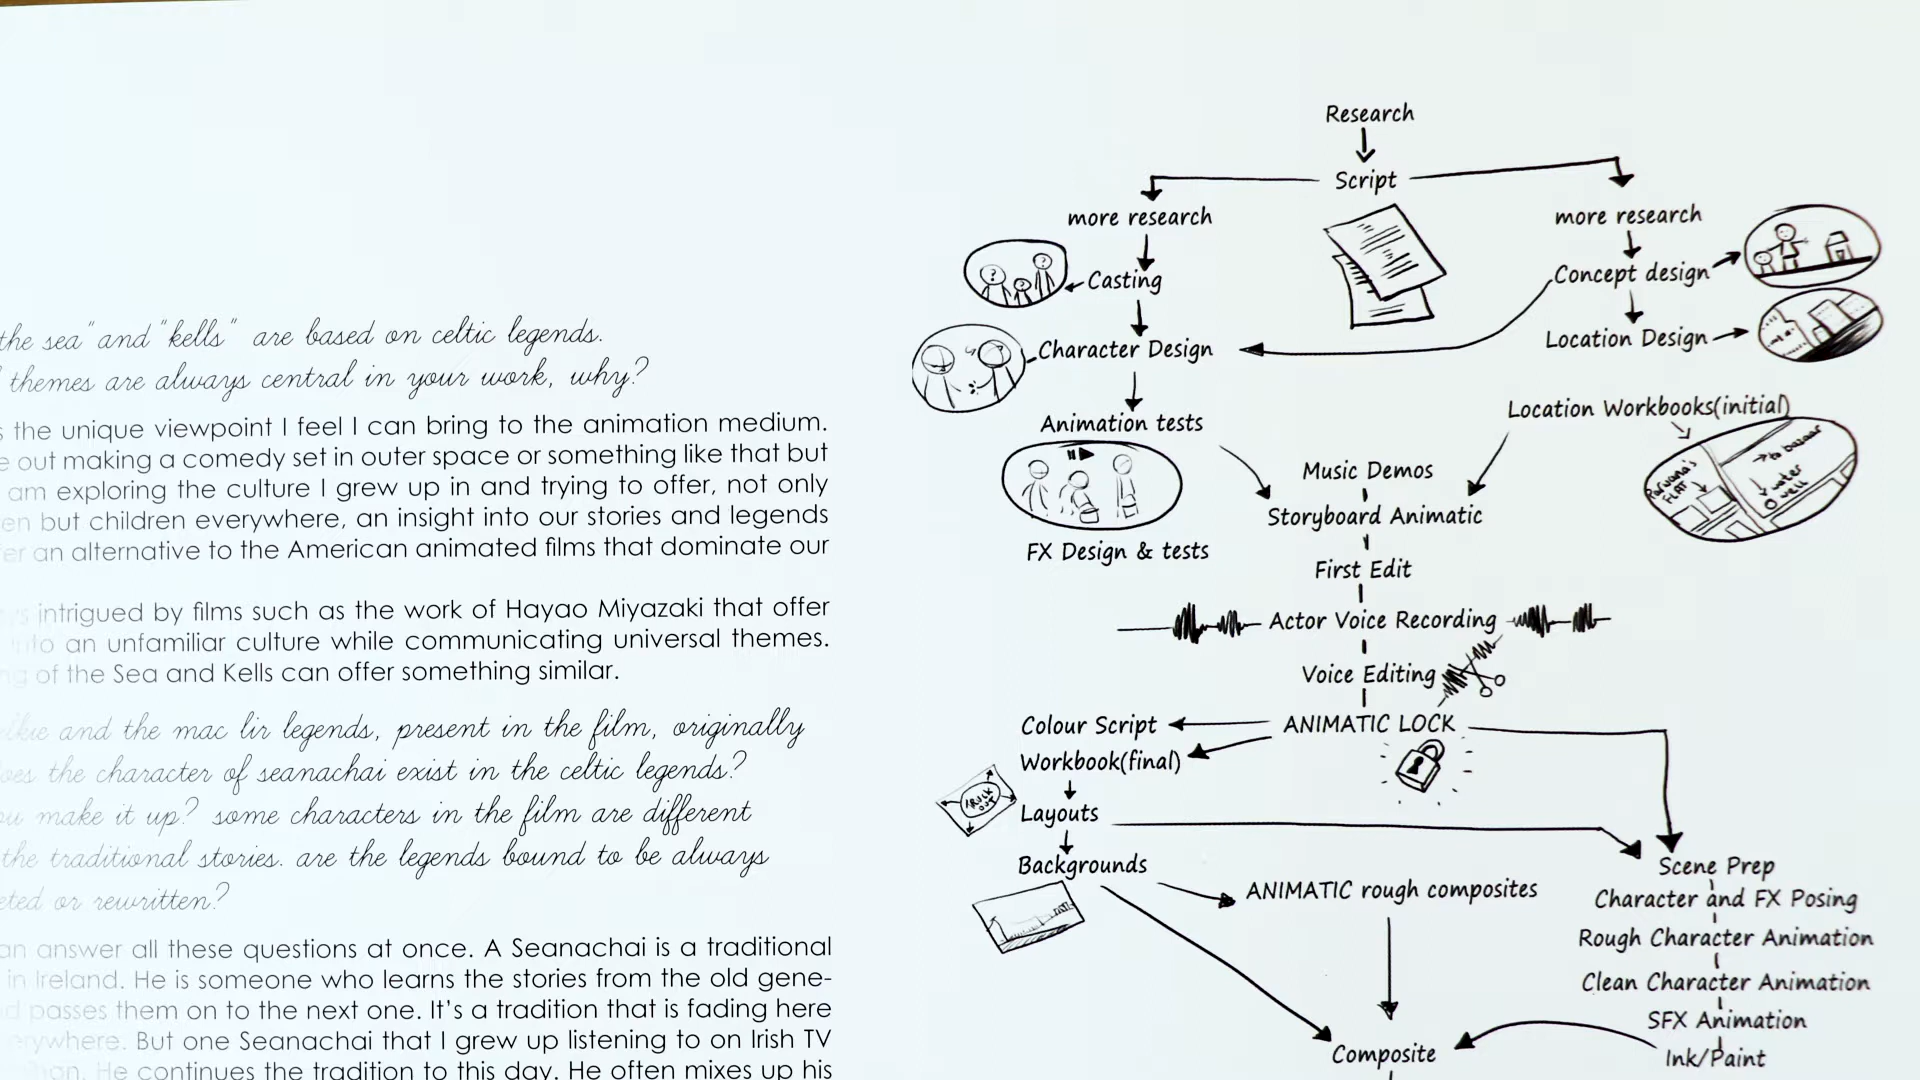 the sea" and "kells" are based on celtic legends.
themes are always central in your work, why?
the unique viewpoint I feel I can bring to the animation medium.
out making a comedy set in outer space or something like that but
am exploring the culture I grew up in and trying to offer, not only
en but children everywhere, an insight into our stories and legends
er an alternative to the American animated films that dominate our
intrigued by films such as the work of Hayao Miyazaki that offer
into an unfamiliar culture while communicating universal themes.
of the Sea and Kells can offer something similar.
and the mac lir legends, present in the film, originally
the character of seanachai exist in the celtic legends?
make it up? some characters in the film are different
the traditional stories. are the legends bound to be always
or rewritten?
an answer all these questions at once. A Seanachai is a traditional
in Ireland. He is someone who learns the stories from the old gene-
passes them on to the next one. It's a tradition that is fading here
But one Seanachai that I grew up listening to on Irish TV
He continues the tradition to this day. He often mixes up his
Research
Script
more research
more research
Casting
Concept design
Character Design
Location Design
Animation tests
Location Workbooks(initial)
Parvana's
FLAT
to bazaar
water
well
FX Design & tests
Music Demos
Storyboard Animatic
First Edit
Actor Voice Recording
Voice Editing
ANIMATIC LOCK
Colour Script
Workbook(final)
TRUCK
OUT
Layouts
Backgrounds
ANIMATIC rough composites
Scene Prep
Character and FX Posing
Rough Character Animation
Clean Character Animation
SFX Animation
Ink/Paint
Composite